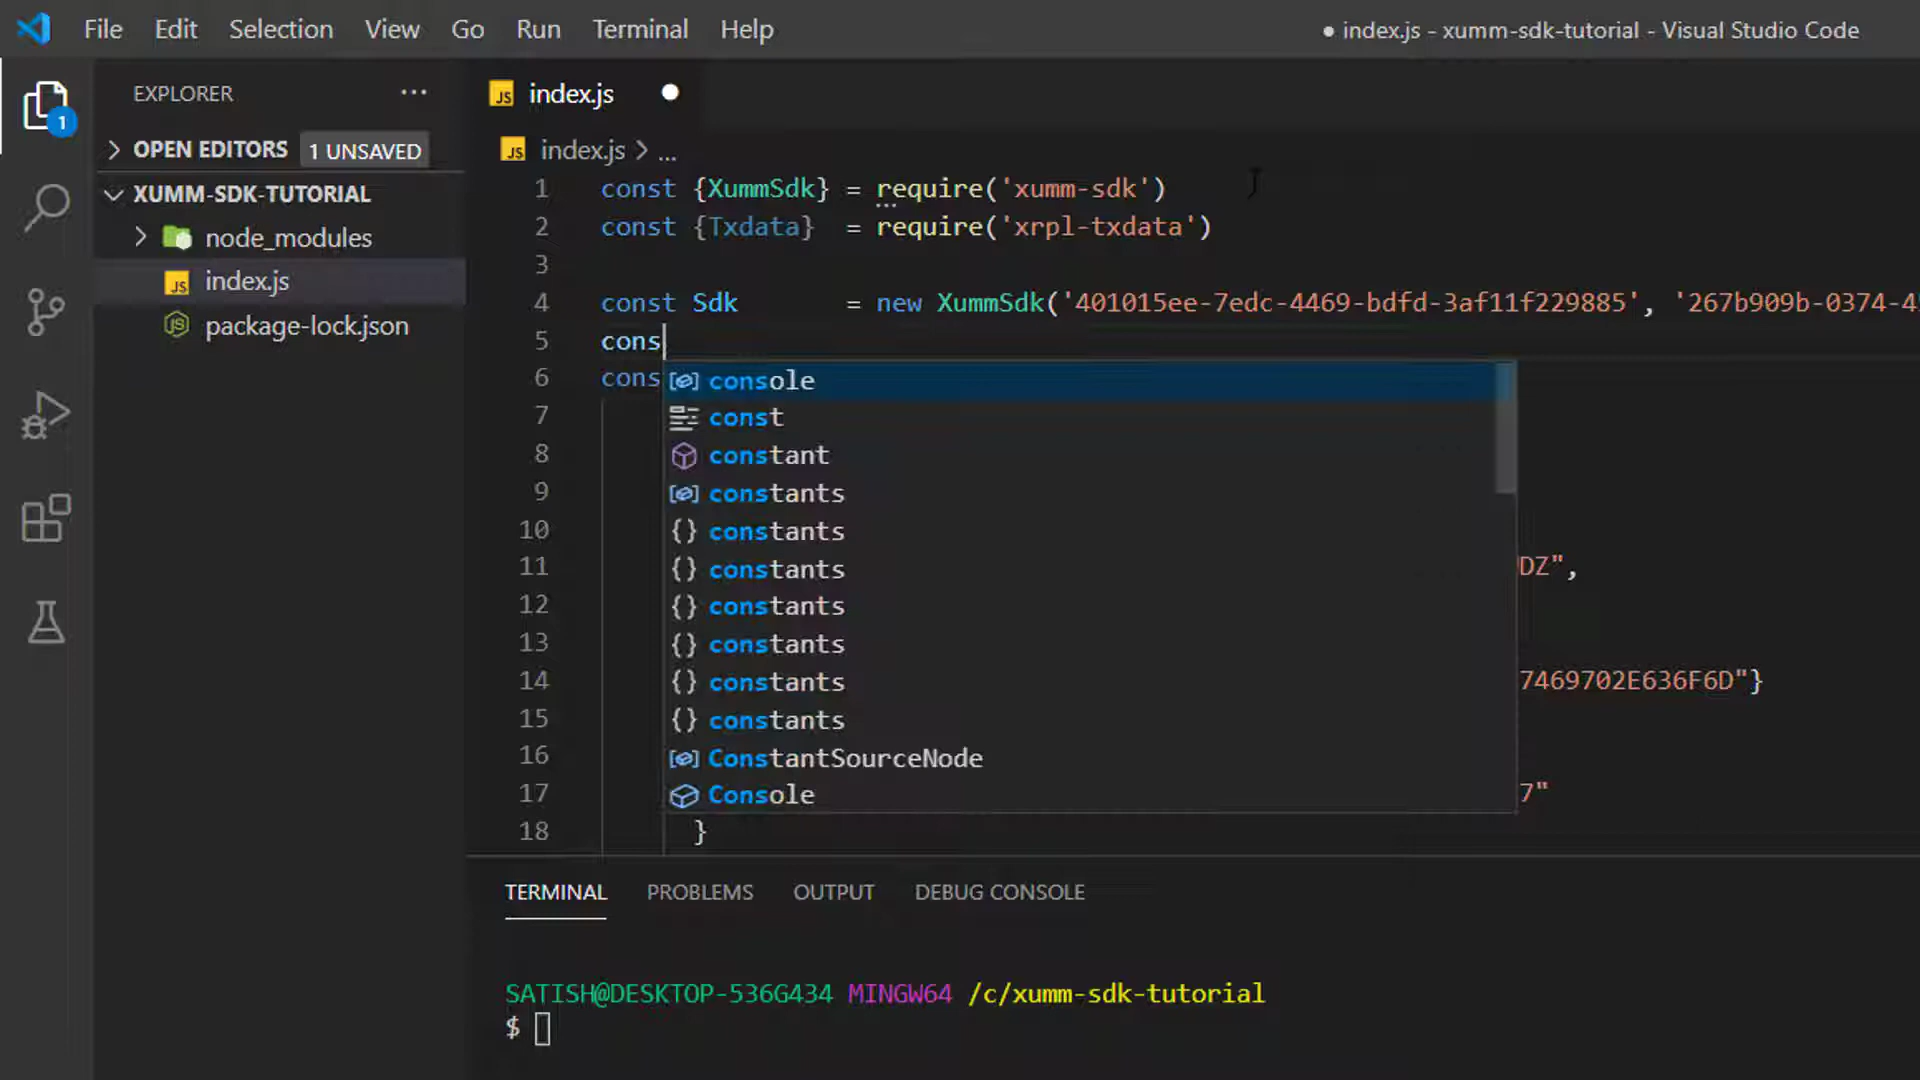 File Edit Selection View Go Run Terminal Help
● index.js - xumm-sdk-tutorial - Visual Studio Code
EXPLORER ...
1
OPEN EDITORS 1 UNSAVED
XUMM-SDK-TUTORIAL
node_modules
JS index.js
JS package-lock.json
JS index.js
JS index.js > ...
1 const {XummSdk} = require('xumm-sdk')
2 const {Txdata} = require('xrpl-txdata')
3
4 const Sdk = new XummSdk('401015ee-7edc-4469-bdfd-3af11f229885', '267b909b-0374-4
5 cons
6 cons
console
7
const
8
constant
9
constants
10
constants
11 DZ",
constants
12
constants
13
constants
14 7469702E636F6D"}
constants
15
constants
16
ConstantSourceNode
17 7"
Console
18 }
TERMINAL PROBLEMS OUTPUT DEBUG CONSOLE
SATISH@DESKTOP-536G434 MINGW64 /c/xumm-sdk-tutorial
$